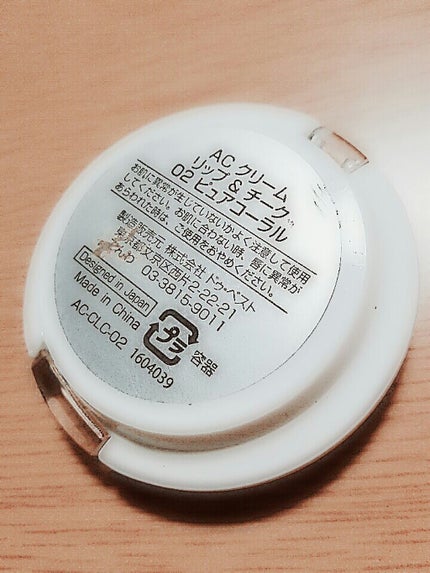 AC クリーム
リップ & チーク
02 ピュアコーラル
お肌に異常が生じていないかよく注意して使用
してください。お肌に合わない時、唇に異常が
あらわれた時は、ご使用をおやめください。
製造販売元 株式会社 ドゥ・ベスト
東京都文京区西片2-22-21
03-3815-9011
Designed in Japan
Made in China
AC-CLC-02 1604039
プラ
容器